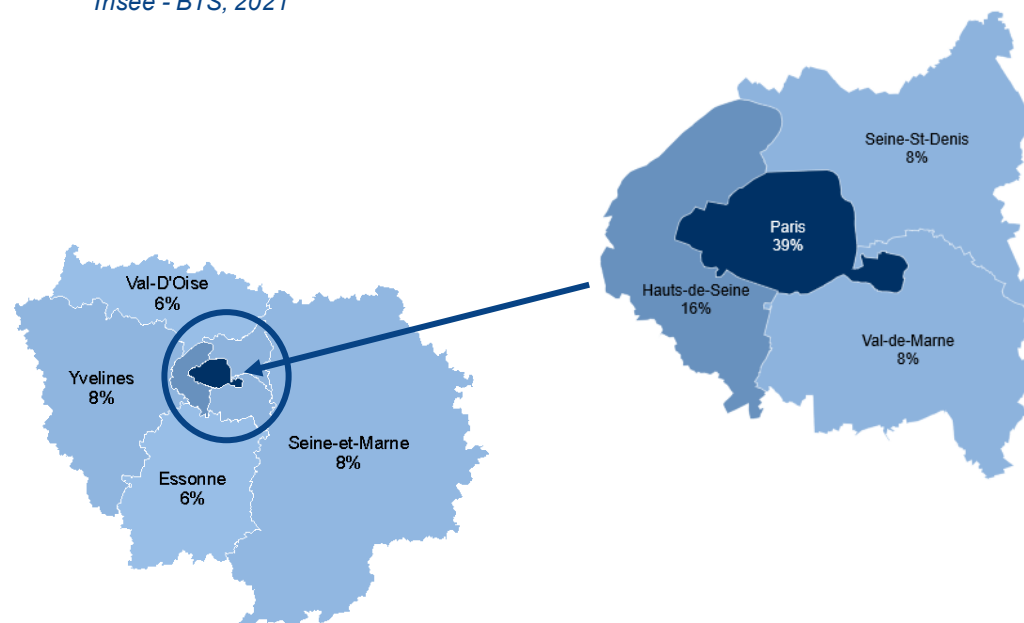 Insee - BTS, 2021
Seine-St-Denis
8%
Paris
39%
Hauts-de-Seine
16%
Val-de-Marne
8%
Val-D'Oise
6%
Yvelines
8%
Seine-et-Marne
8%
Essonne
6%